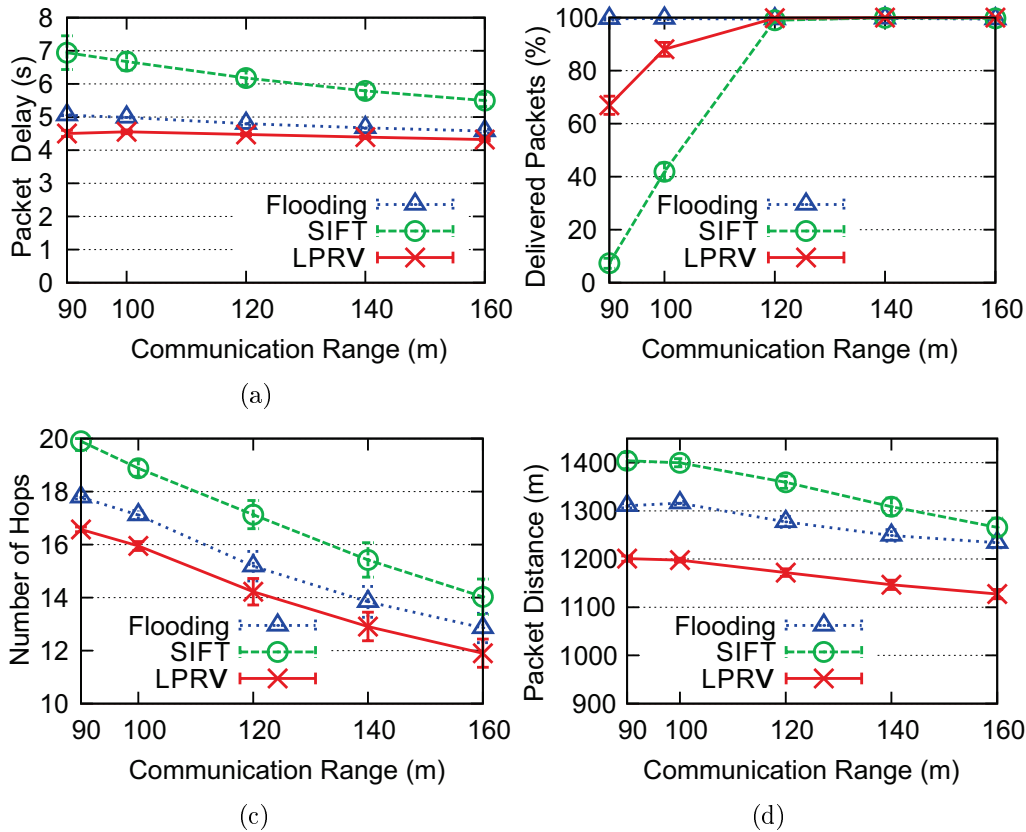 Packet Delay (s)
8
7
6
5
4
3
2
1
0
Flooding
SIFT
LPRV
90 100 120 140 160
Communication Range (m)
(a)
Delivered Packets (%)
100
80
60
40
20
0
Flooding
SIFT
LPRV
90 100 120 140 160
Communication Range (m)
Number of Hops
20
18
16
14
12
10
Flooding
SIFT
LPRV
90 100 120 140 160
Communication Range (m)
(c)
Packet Distance (m)
1400
1300
1200
1100
1000
900
Flooding
SIFT
LPRV
90 100 120 140 160
Communication Range (m)
(d)